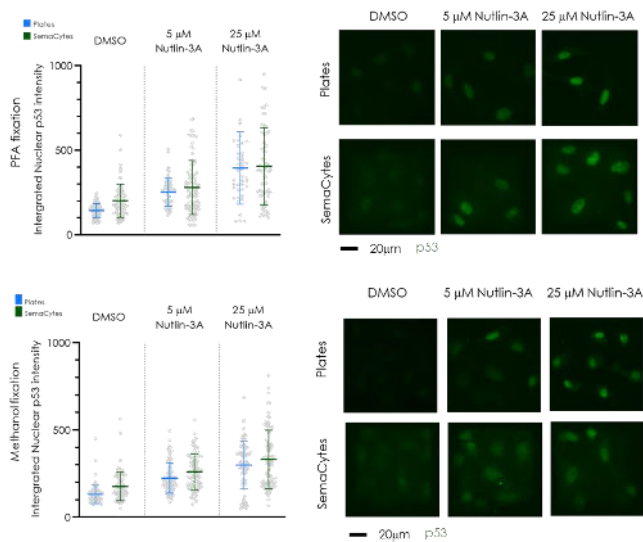 Plates
SemaCytes
DMSO
5 µM
Nutlin-3A
25 µM
Nutlin-3A
PFA fixation
Intergrated Nuclear p53 intensity
1000
500
0
DMSO
5 µM Nutlin-3A
25 µM Nutlin-3A
Plates
SemaCytes
20µm
p53
Plates
SemaCytes
DMSO
5 µM
Nutlin-3A
25 µM
Nutlin-3A
Methanol fixation
Intergrated Nuclear p53 intensity
1000
500
0
DMSO
5 µM Nutlin-3A
25 µM Nutlin-3A
Plates
SemaCytes
20µm
p53